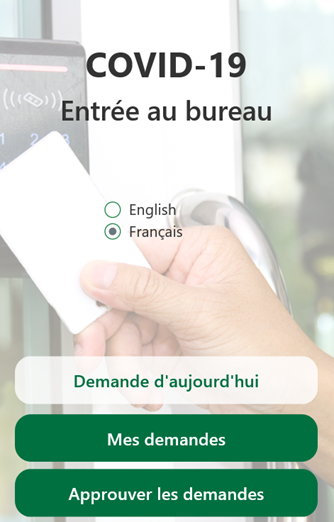 COVID-19
Entrée au bureau
English
Français
Demande d'aujourd'hui
Mes demandes
Approuver les demandes